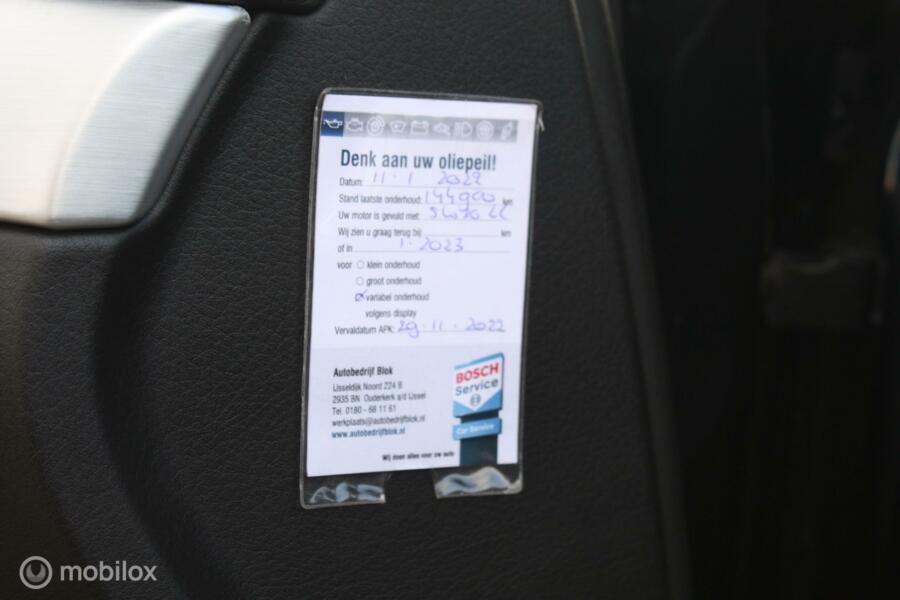 Denk aan uw oliepeil!
Datum: 11 · 1 2022
Stand laatste onderhoud: 144900 km
Uw motor is gevuld met:
Wij zien u graag terug bij: km
of in 1 · 2023
voor klein onderhoud
groot onderhoud
variabel onderhoud
volgens display
Vervaldatum APK: 29 · 11 · 2022
Autobedrijf Blok
IJsseldijk Noord 224 B
2935 BN Ouderkerk a/d IJssel
Tel. 0180 - 68 11 61
werkplaats@autobedrijfblok.nl
www.autobedrijfblok.nl
Wij doen alles voor uw auto
BOSCH
Service
Car Service
mobilox